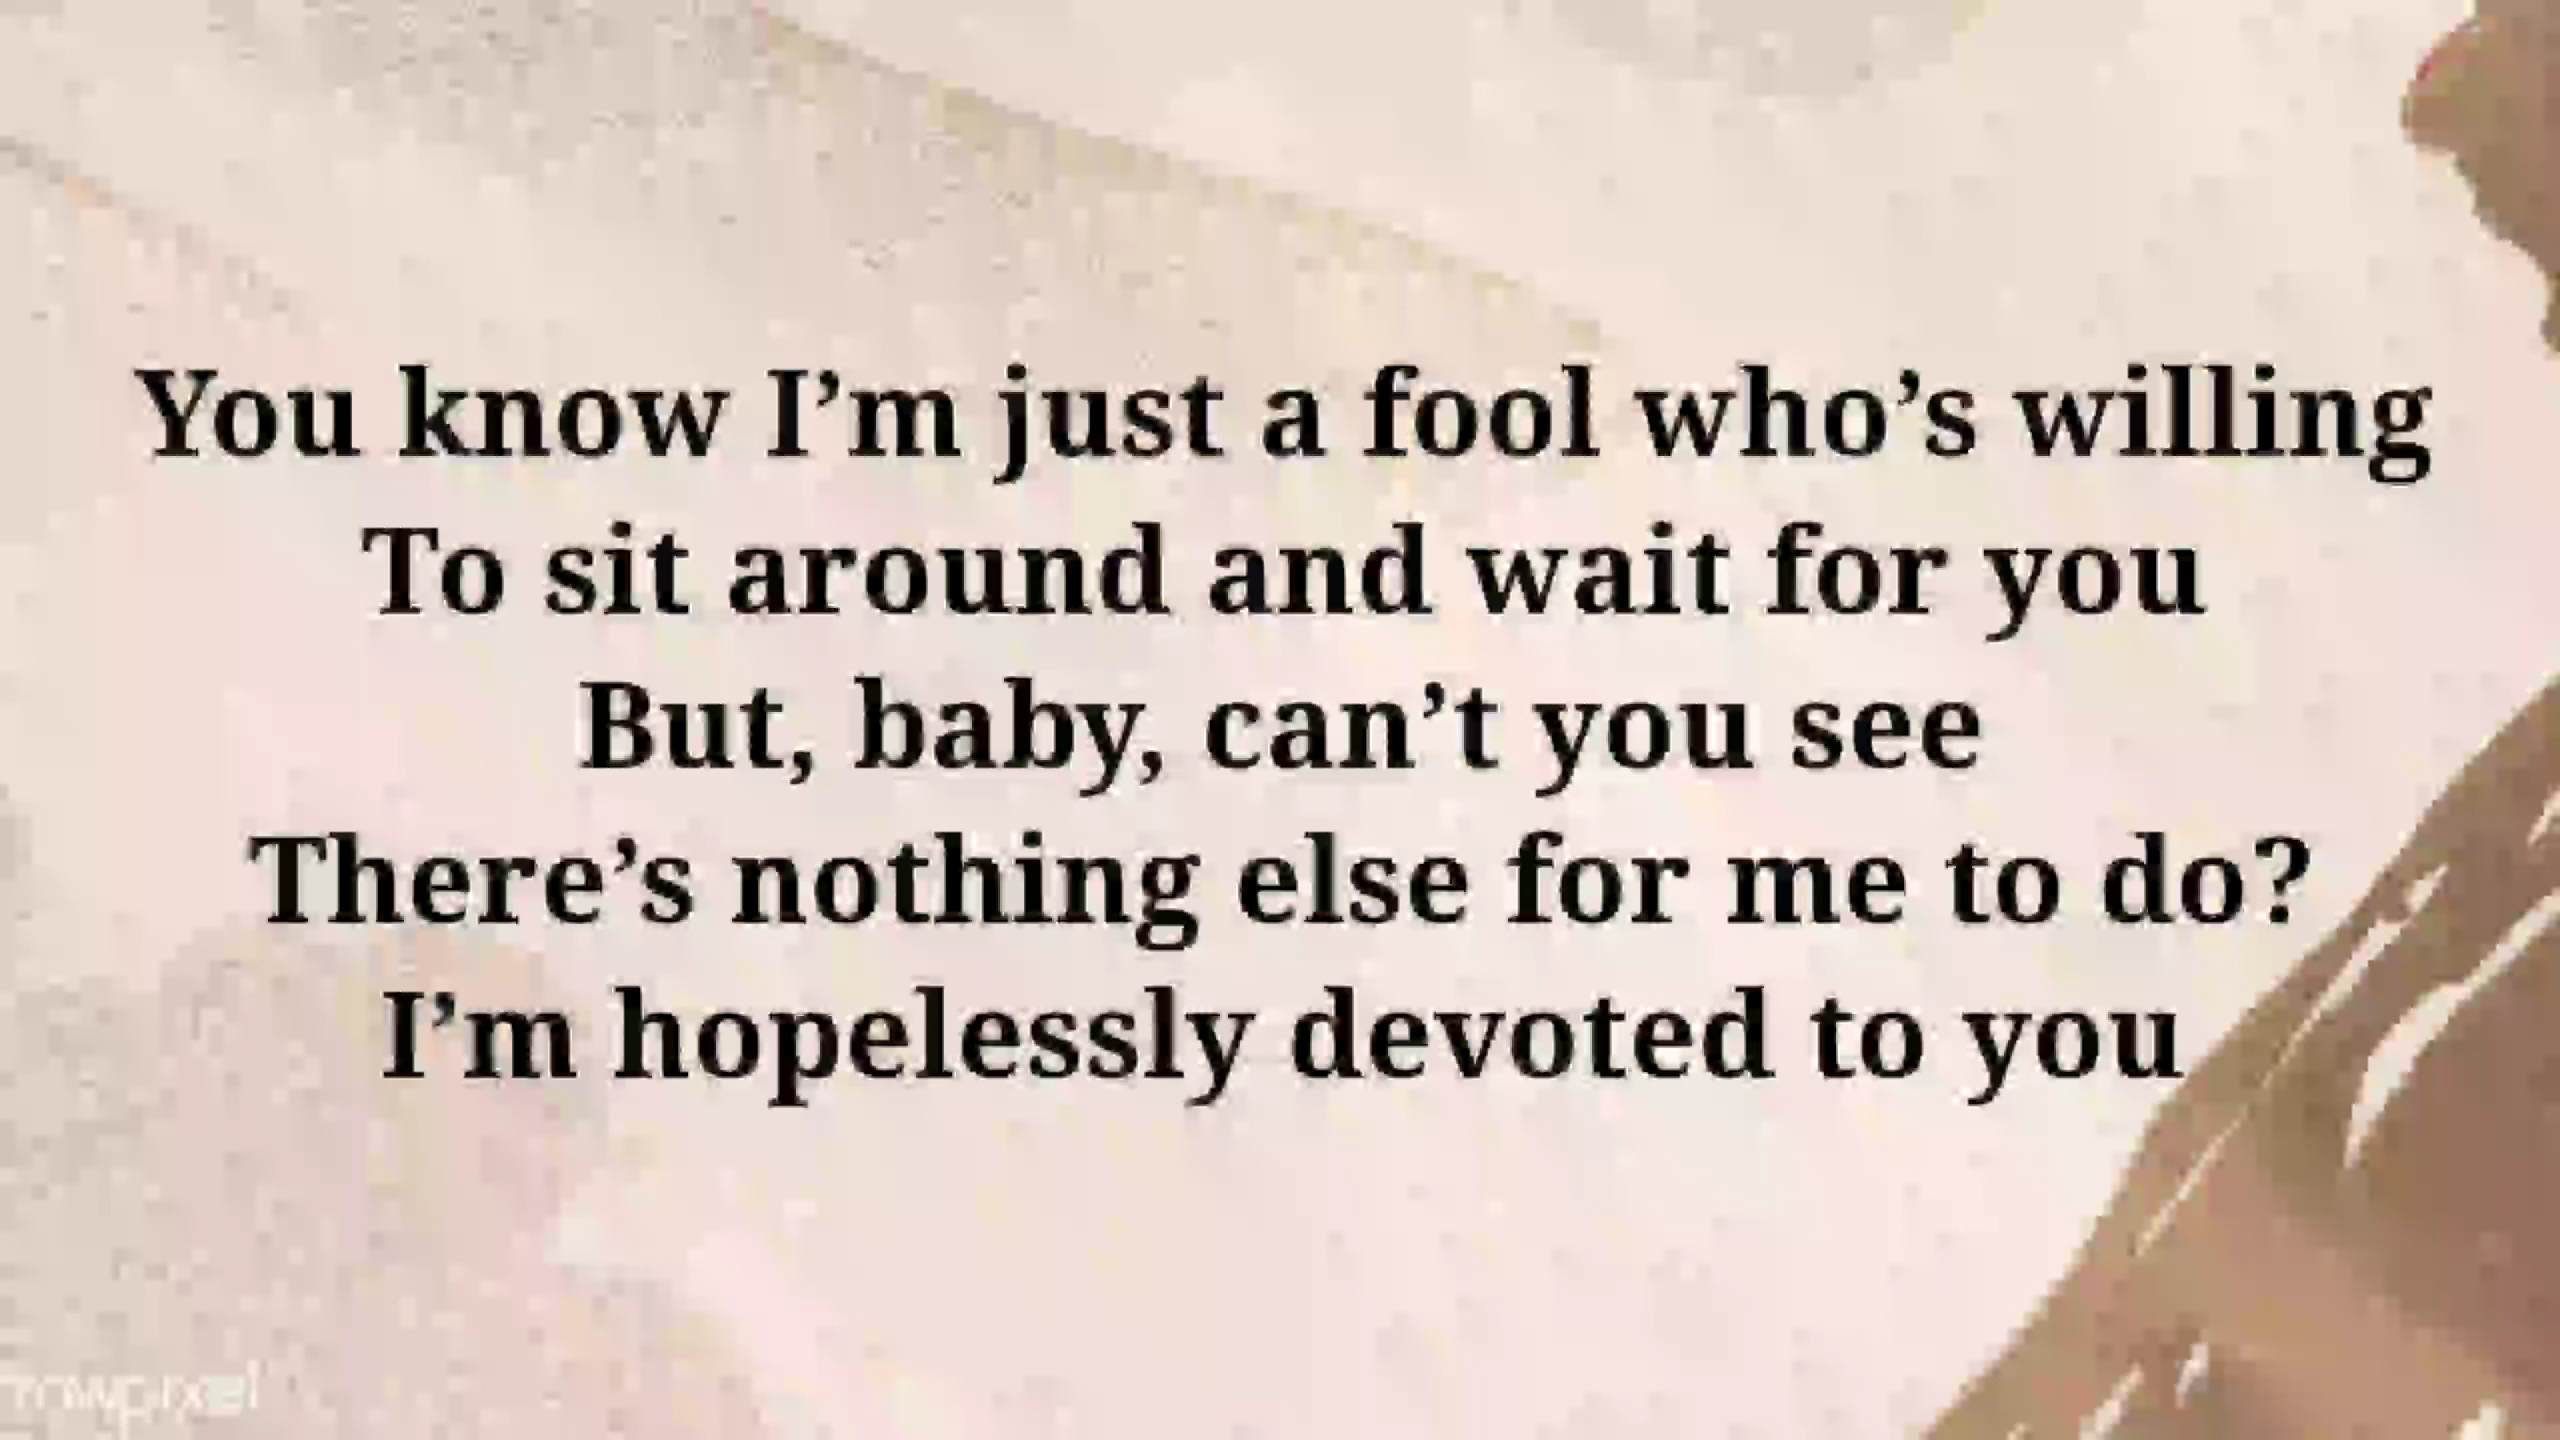 You know I’m just a fool who’s willing
To sit around and wait for you
But, baby, can’t you see
There’s nothing else for me to do?
I’m hopelessly devoted to you
rawpixel